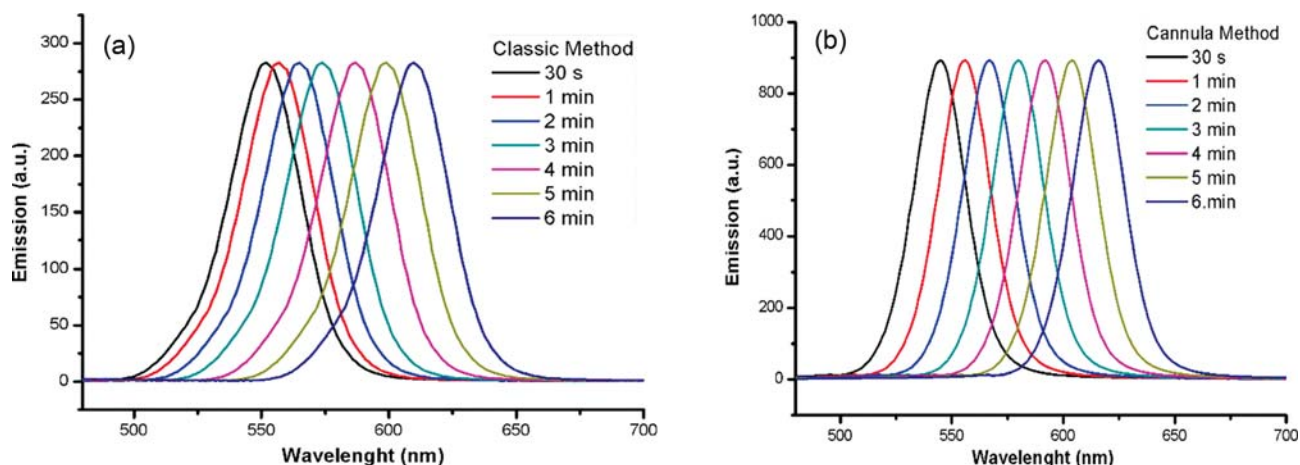 (a)
Classic Method
30 s
1 min
2 min
3 min
4 min
5 min
6 min
300
250
200
150
100
50
0
Emission (a.u.)
500 550 600 650 700
Wavelenght (nm)
(b)
Cannula Method
30 s
1 min
2 min
3 min
4 min
5 min
6.min
1000
800
600
400
200
0
Emission (a.u.)
500 550 600 650 700
Wavelenght (nm)